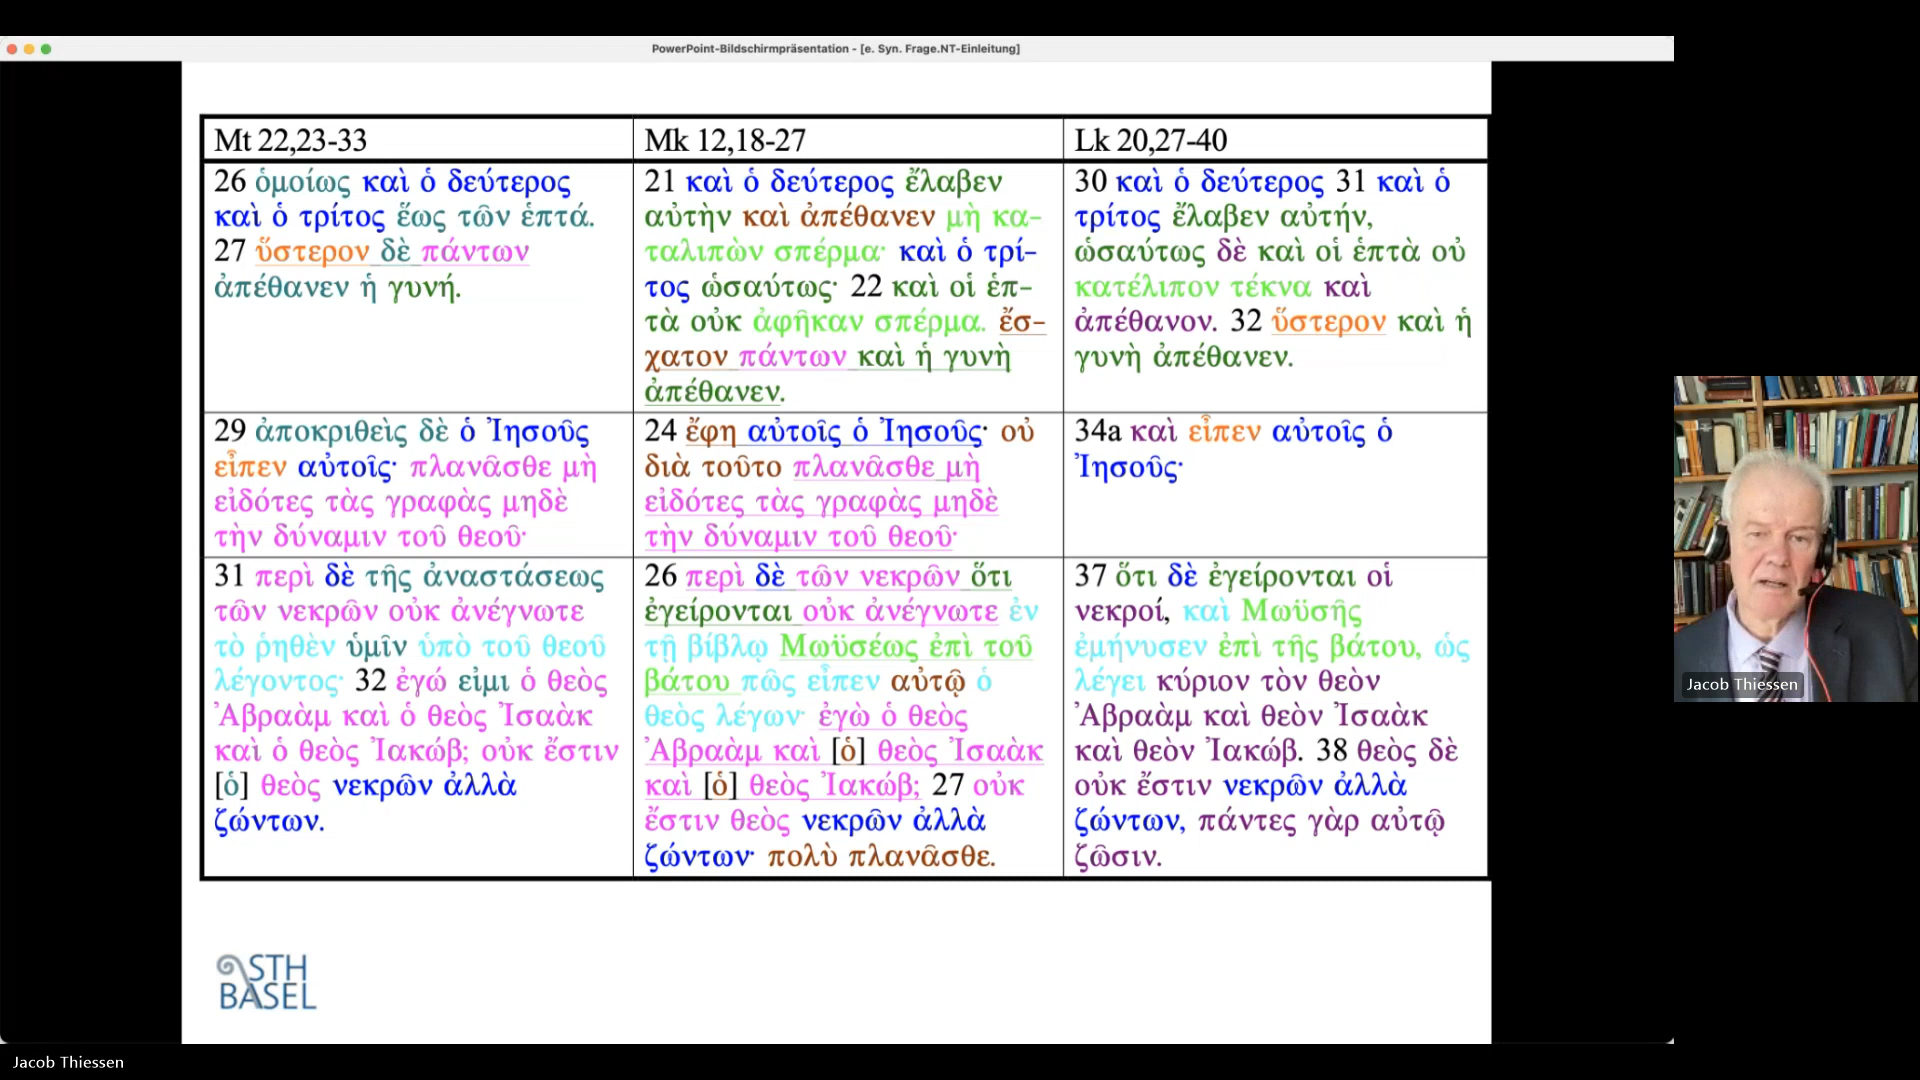 PowerPoint-Bildschirmpräsentation - [e. Syn. Frage.NT-Einleitung]
Mt 22,23-33
26 ὁμοίως καὶ ὁ δεύτερος
καὶ ὁ τρίτος ἕως τῶν ἑπτά.
27 ὕστερον δὲ πάντων
ἀπέθανεν ἡ γυνή.
29 ἀποκριθεὶς δὲ ὁ Ἰησοῦς
εἶπεν αὐτοῖς· πλανᾶσθε μὴ
εἰδότες τὰς γραφὰς μηδὲ
τὴν δύναμιν τοῦ θεοῦ·
31 περὶ δὲ τῆς ἀναστάσεως
τῶν νεκρῶν οὐκ ἀνέγνωτε
τὸ ῥηθὲν ὑμῖν ὑπὸ τοῦ θεοῦ
λέγοντος· 32 ἐγώ εἰμι ὁ θεὸς
Ἀβραὰμ καὶ ὁ θεὸς Ἰσαὰκ
καὶ ὁ θεὸς Ἰακώβ; οὐκ ἔστιν
[ὁ] θεὸς νεκρῶν ἀλλὰ
ζώντων.
Mk 12,18-27
21 καὶ ὁ δεύτερος ἔλαβεν
αὐτὴν καὶ ἀπέθανεν μὴ κα-
ταλιπὼν σπέρμα· καὶ ὁ τρί-
τος ὡσαύτως· 22 καὶ οἱ ἑπ-
τὰ οὐκ ἀφῆκαν σπέρμα. ἔσ-
χατον πάντων καὶ ἡ γυνὴ
ἀπέθανεν.
24 ἔφη αὐτοῖς ὁ Ἰησοῦς· οὐ
διὰ τοῦτο πλανᾶσθε μὴ
εἰδότες τὰς γραφὰς μηδὲ
τὴν δύναμιν τοῦ θεοῦ·
26 περὶ δὲ τῶν νεκρῶν ὅτι
ἐγείρονται οὐκ ἀνέγνωτε ἐν
τῇ βίβλῳ Μωϋσέως ἐπὶ τοῦ
βάτου πῶς εἶπεν αὐτῷ ὁ
θεὸς λέγων· ἐγὼ ὁ θεὸς
Ἀβραὰμ καὶ [ὁ] θεὸς Ἰσαὰκ
καὶ [ὁ] θεὸς Ἰακώβ; 27 οὐκ
ἔστιν θεὸς νεκρῶν ἀλλὰ
ζώντων· πολὺ πλανᾶσθε.
Lk 20,27-40
30 καὶ ὁ δεύτερος 31 καὶ ὁ
τρίτος ἔλαβεν αὐτήν,
ὡσαύτως δὲ καὶ οἱ ἑπτὰ οὐ
κατέλιπον τέκνα καὶ
ἀπέθανον. 32 ὕστερον καὶ ἡ
γυνὴ ἀπέθανεν.
34a καὶ εἶπεν αὐτοῖς ὁ
Ἰησοῦς·
37 ὅτι δὲ ἐγείρονται οἱ
νεκροί, καὶ Μωϋσῆς
ἐμήνυσεν ἐπὶ τῆς βάτου, ὡς
λέγει κύριον τὸν θεὸν
Ἀβραὰμ καὶ θεὸν Ἰσαὰκ
καὶ θεὸν Ἰακώβ. 38 θεὸς δὲ
οὐκ ἔστιν νεκρῶν ἀλλὰ
ζώντων, πάντες γὰρ αὐτῷ
ζῶσιν.
STH
BASEL
Jacob Thiessen
Jacob Thiessen